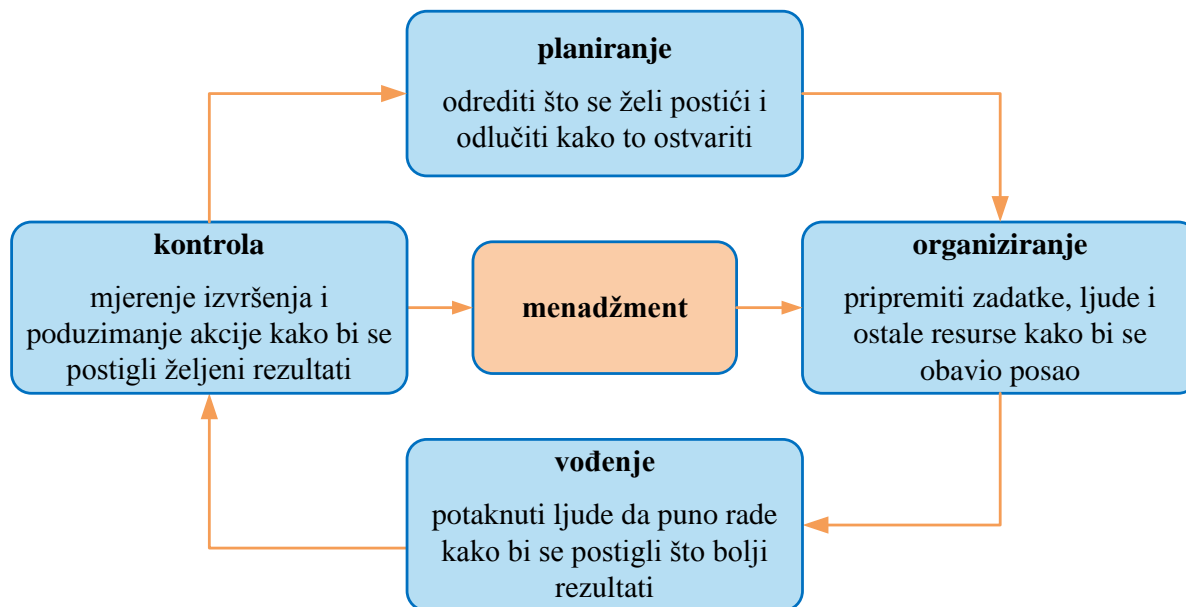 planiranje
odrediti što se želi postići i
odlučiti kako to ostvariti
kontrola
mjerenje izvršenja i
poduzimanje akcije kako bi se
postigli željeni rezultati
menadžment
organiziranje
pripremiti zadatke, ljude i
ostale resurse kako bi se
obavio posao
vođenje
potaknuti ljude da puno rade
kako bi se postigli što bolji
rezultati